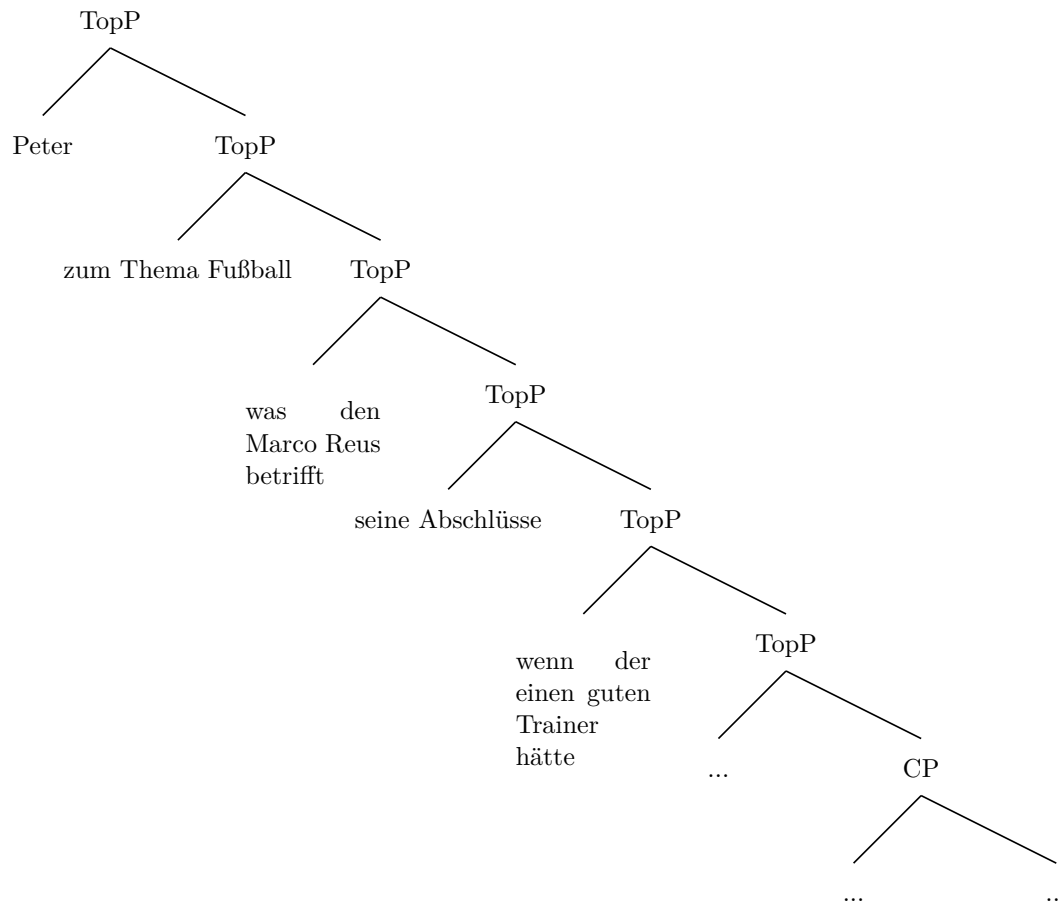 TopP
Peter TopP
zum Thema Fußball TopP
was den
Marco Reus
betrifft
TopP
seine Abschlüsse TopP
wenn der
einen guten
Trainer
hätte
TopP
... CP
... ..